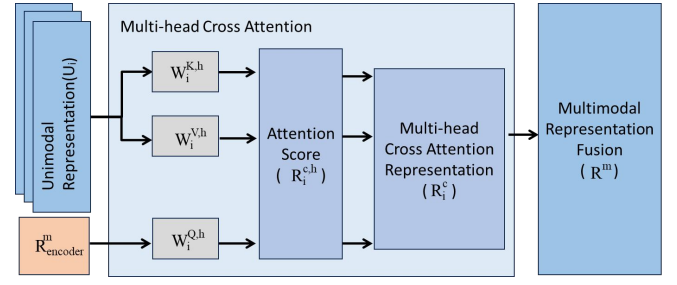 Unimodal
Representation(Uᵢ)
R^m_encoder
Multi-head Cross Attention
W_i^{K,h}
W_i^{V,h}
W_i^{Q,h}
Attention
Score
( R_i^{c,h} )
Multi-head
Cross Attention
Representation
( R_i^c )
Multimodal
Representation
Fusion
( R^m )